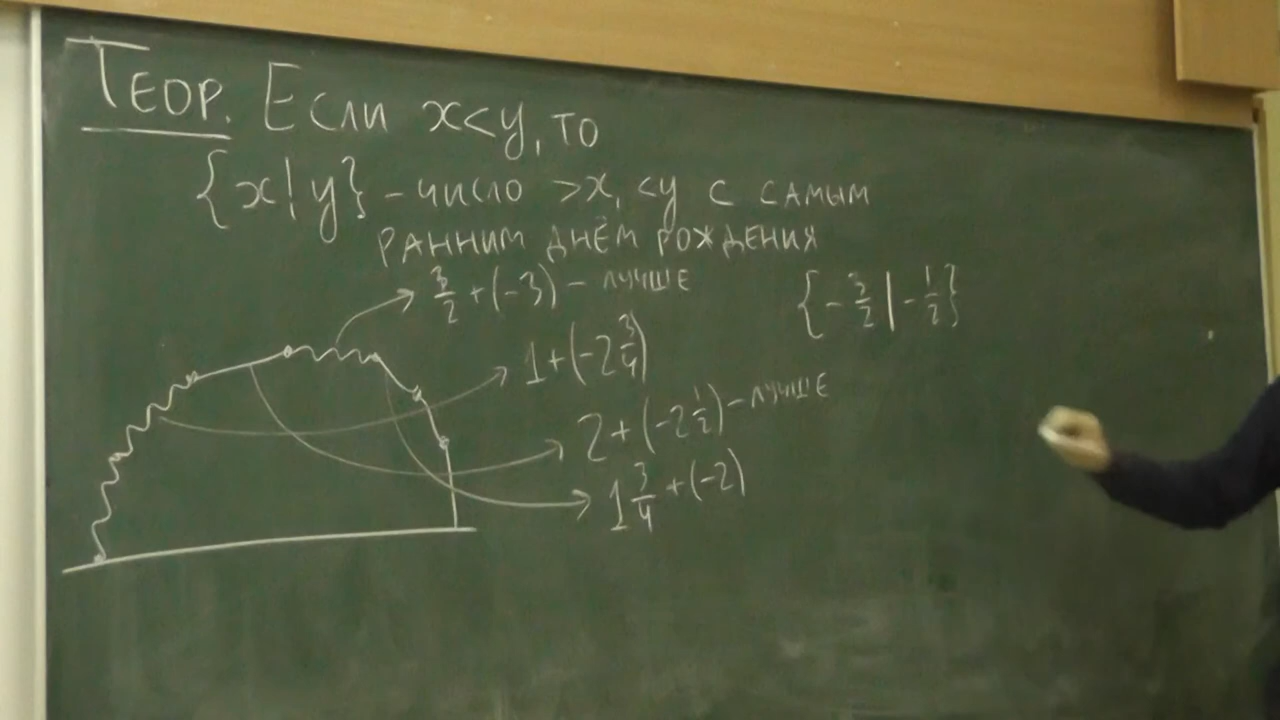 Теор. Если x<y, то
{x|y} - число >x, <y с самым
ранним днём рождения
3/2 + (-3) - лучше
{-3/2 | -1/2}
1 + (-2 3/4)
2 + (-2 1/2) - лучше
1 3/4 + (-2)